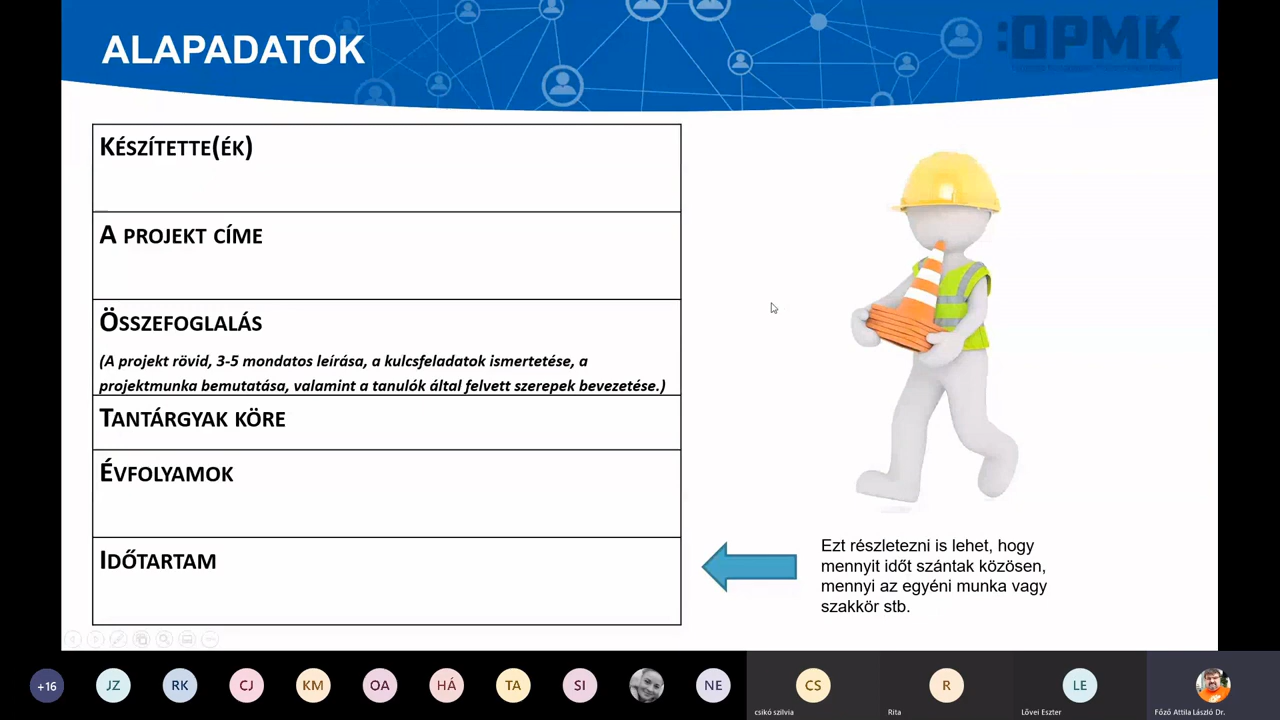 ALAPADATOK
:OPMK
KÉSZÍTETTE(ÉK)
A PROJEKT CÍME
ÖSSZEFOGLALÁS
(A projekt rövid, 3-5 mondatos leírása, a kulcsfeladatok ismertetése, a
projektmunka bemutatása, valamint a tanulók által felvett szerepek bevezetése.)
TANTÁRGYAK KÖRE
ÉVFOLYAMOK
IDŐTARTAM
Ezt részletezni is lehet, hogy
mennyit időt szántak közösen,
mennyi az egyéni munka vagy
szakkör stb.
+16
JZ
RK
CJ
KM
OA
HÁ
TA
SI
NE
CS
R
LE
csikó szilvia
Rita
Lővei Eszter
Főző Attila László Dr.